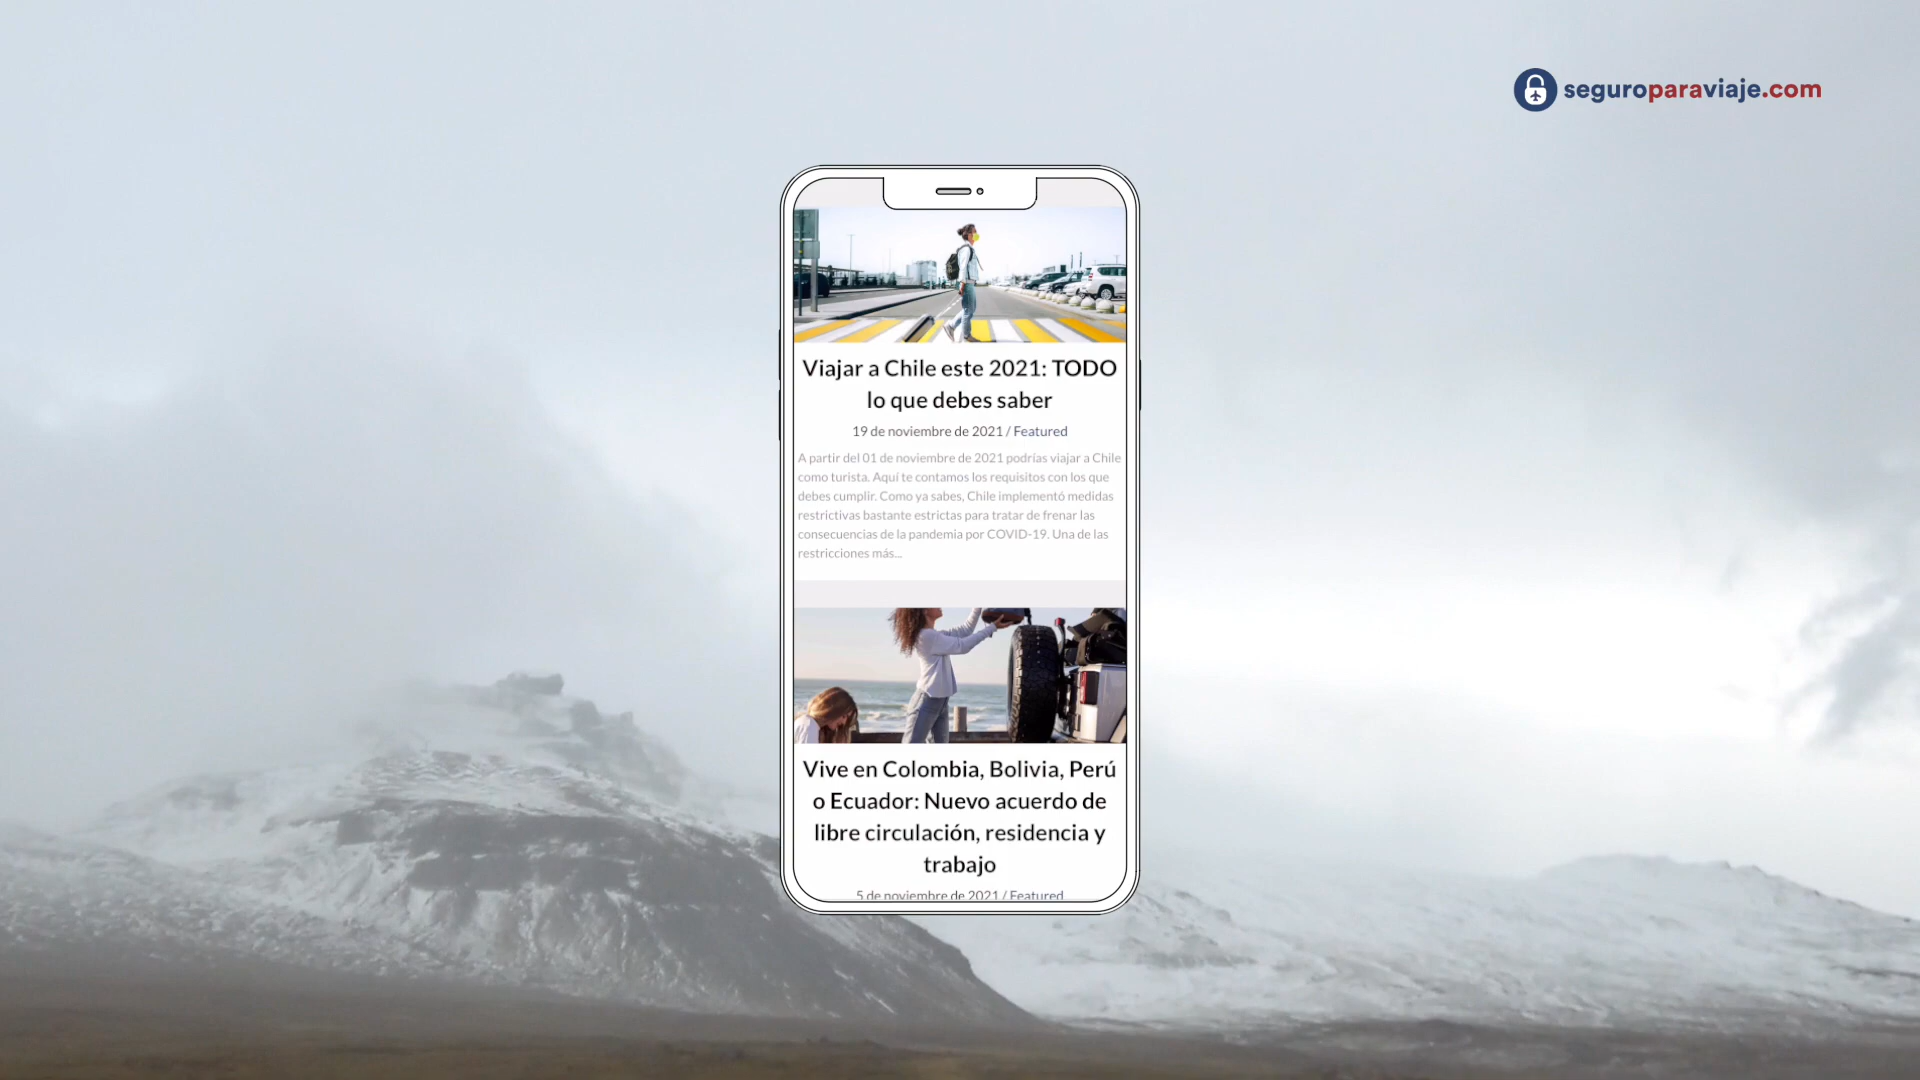 seguroparaviaje.com
Viajar a Chile este 2021: TODO
lo que debes saber
19 de noviembre de 2021 / Featured
A partir del 01 de noviembre de 2021 podrías viajar a Chile
como turista. Aquí te contamos los requisitos con los que
debes cumplir. Como ya sabes, Chile implementó medidas
restrictivas bastante estrictas para tratar de frenar las
consecuencias de la pandemia por COVID-19. Una de las
restricciones más...
Vive en Colombia, Bolivia, Perú
o Ecuador: Nuevo acuerdo de
libre circulación, residencia y
trabajo
5 de noviembre de 2021 / Featured